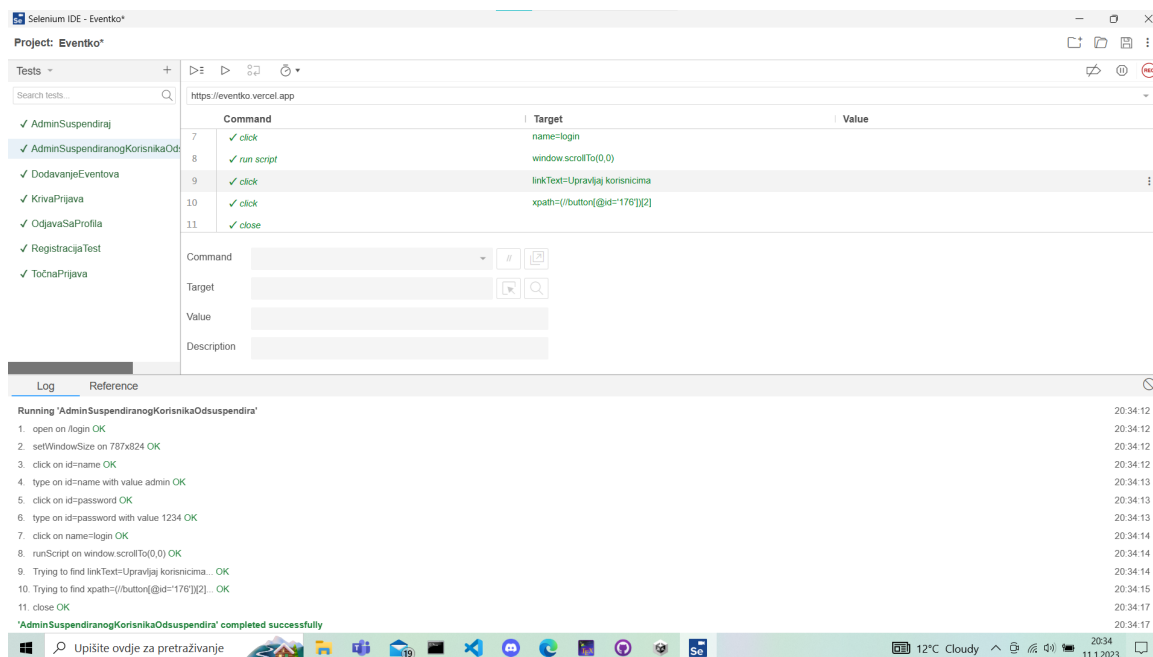 Selenium IDE - Eventko*
Project: Eventko*
Tests
Search tests...
https://eventko.vercel.app
Command Target Value
✓ AdminSuspendiraj
✓ AdminSuspendiranogKorisnikaOds
✓ DodavanjeEventova
✓ KrivaPrijava
✓ OdjavaSaProfila
✓ RegistracijaTest
✓ TočnaPrijava
7 ✓ click name=login
8 ✓ run script window.scrollTo(0,0)
9 ✓ click linkText=Upravljaj korisnicima
10 ✓ click xpath=(//button[@id='176'])[2]
11 ✓ close
Command //
Target
Value
Description
REC
Log Reference
Running 'AdminSuspendiranogKorisnikaOdsuspendira' 20:34:12
1. open on /login OK 20:34:12
2. setWindowSize on 787x824 OK 20:34:12
3. click on id=name OK 20:34:12
4. type on id=name with value admin OK 20:34:13
5. click on id=password OK 20:34:13
6. type on id=password with value 1234 OK 20:34:13
7. click on name=login OK 20:34:14
8. runScript on window.scrollTo(0,0) OK 20:34:14
9. Trying to find linkText=Upravljaj korisnicima... OK 20:34:14
10. Trying to find xpath=(//button[@id='176'])[2]... OK 20:34:15
11. close OK 20:34:17
'AdminSuspendiranogKorisnikaOdsuspendira' completed successfully 20:34:17
Upišite ovdje za pretraživanje
19
Se
12°C Cloudy
20:34
11.1.2023